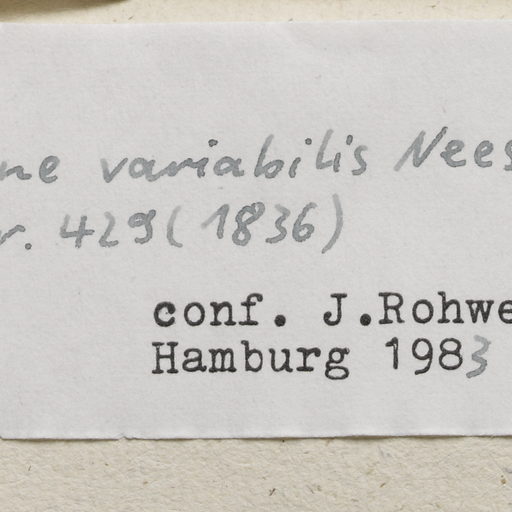 ne variabilis Nees
r. 429 (1836)
conf. J.Rohwe
Hamburg 1983